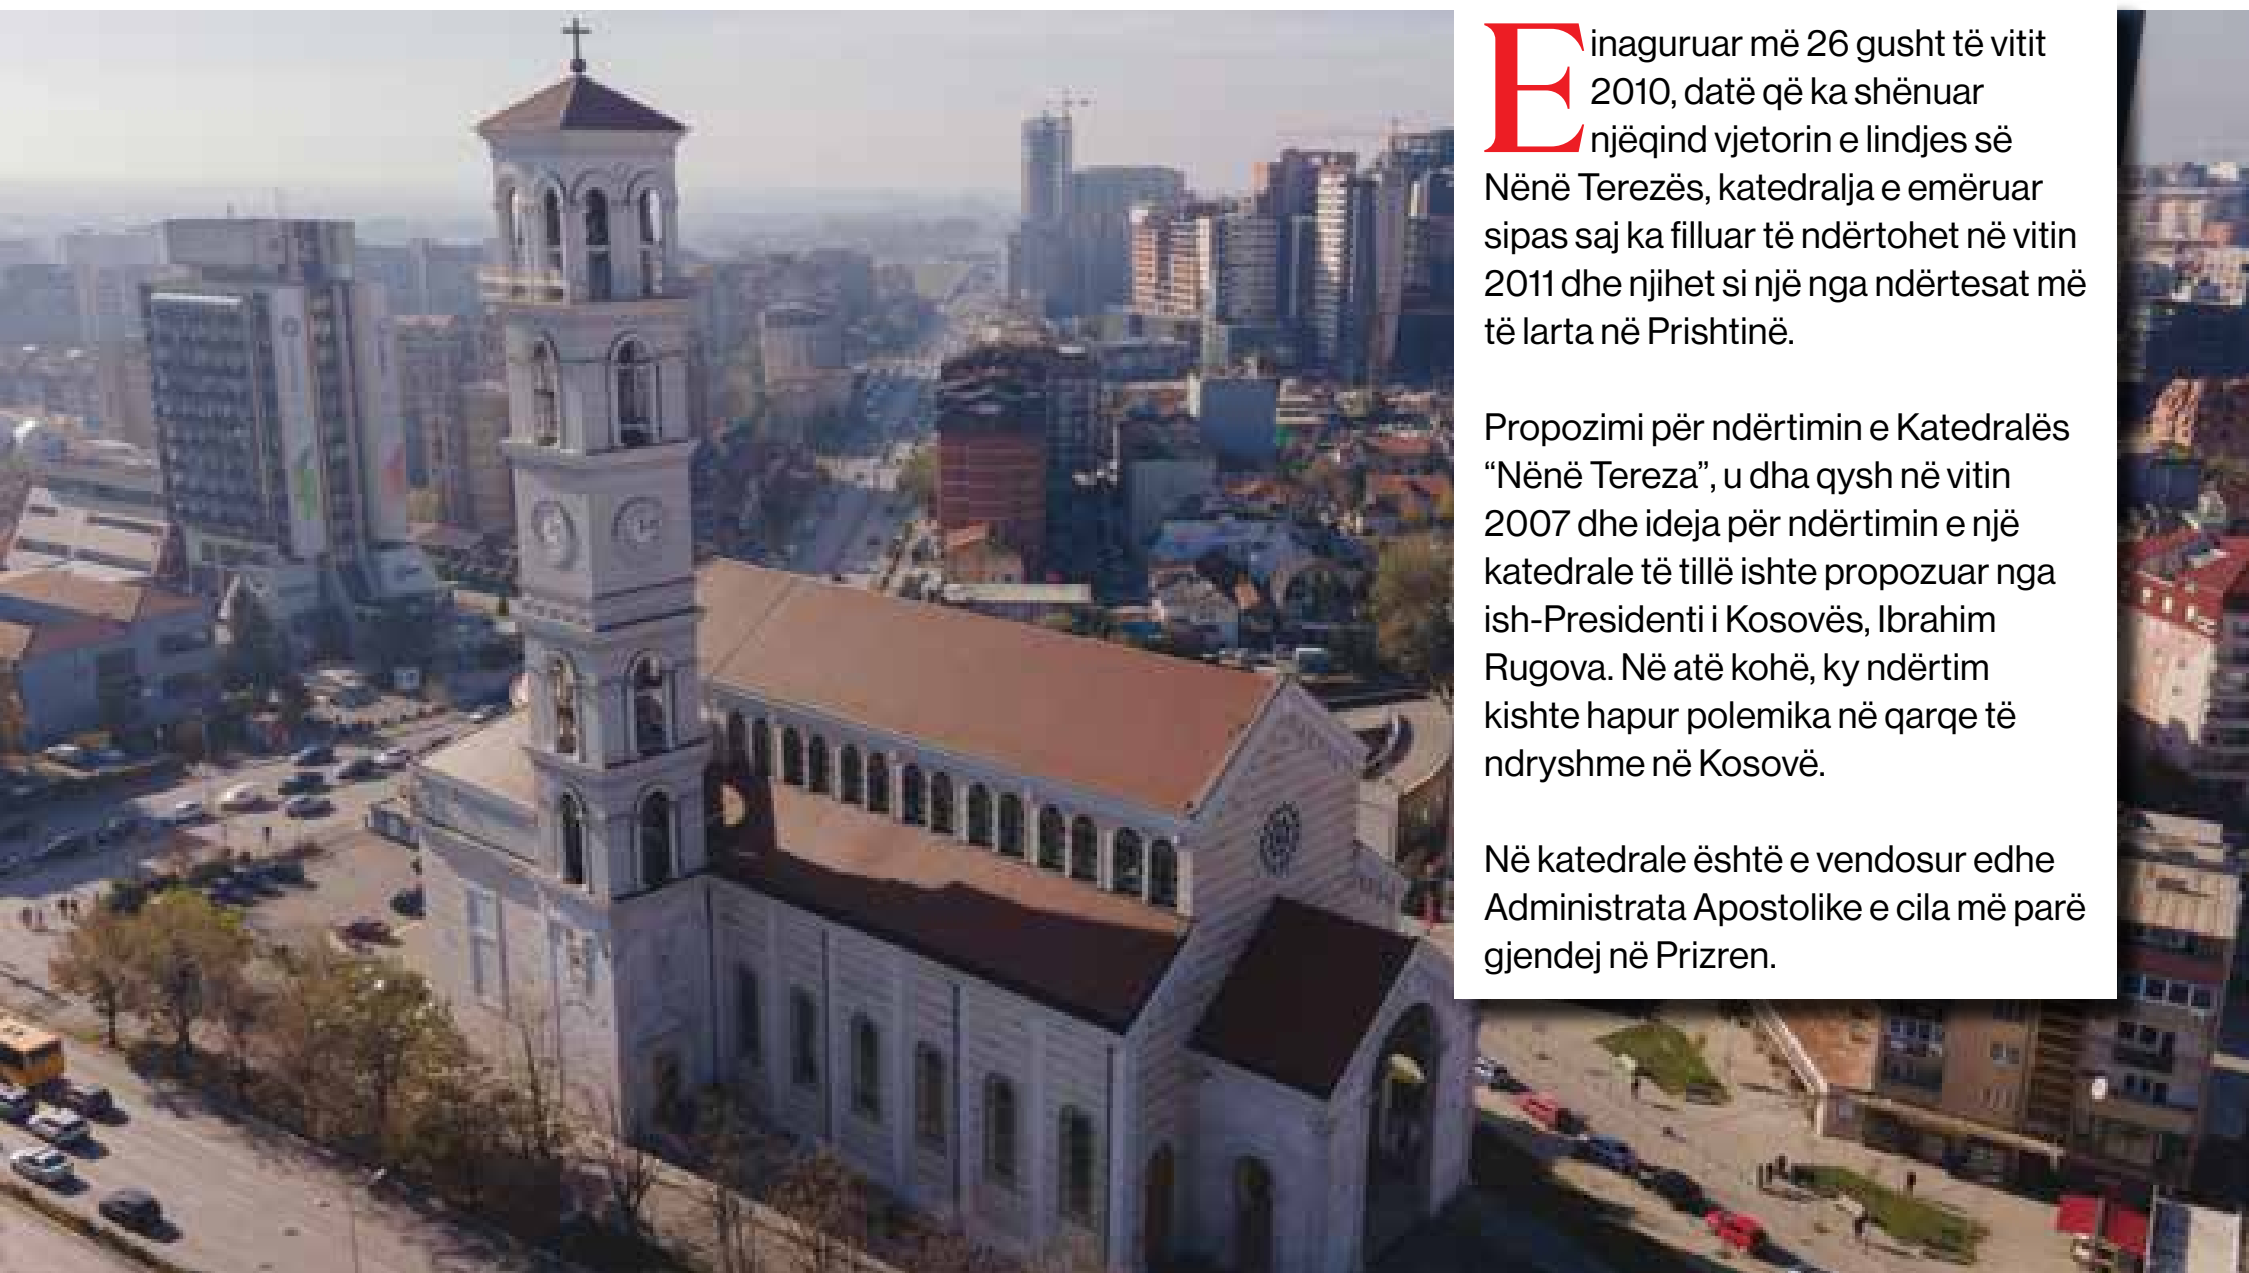 E inaguruar më 26 gusht të vitit
2010, datë që ka shënuar
njëqind vjetorin e lindjes së
Nënë Terezës, katedralja e emëruar
sipas saj ka filluar të ndërtohet në vitin
2011 dhe njihet si një nga ndërtesat më
të larta në Prishtinë.
Propozimi për ndërtimin e Katedralës
“Nënë Tereza”, u dha qysh në vitin
2007 dhe ideja për ndërtimin e një
katedrale të tillë ishte propozuar nga
ish-Presidenti i Kosovës, Ibrahim
Rugova. Në atë kohë, ky ndërtim
kishte hapur polemika në qarqe të
ndryshme në Kosovë.
Në katedrale është e vendosur edhe
Administrata Apostolike e cila më parë
gjendej në Prizren.